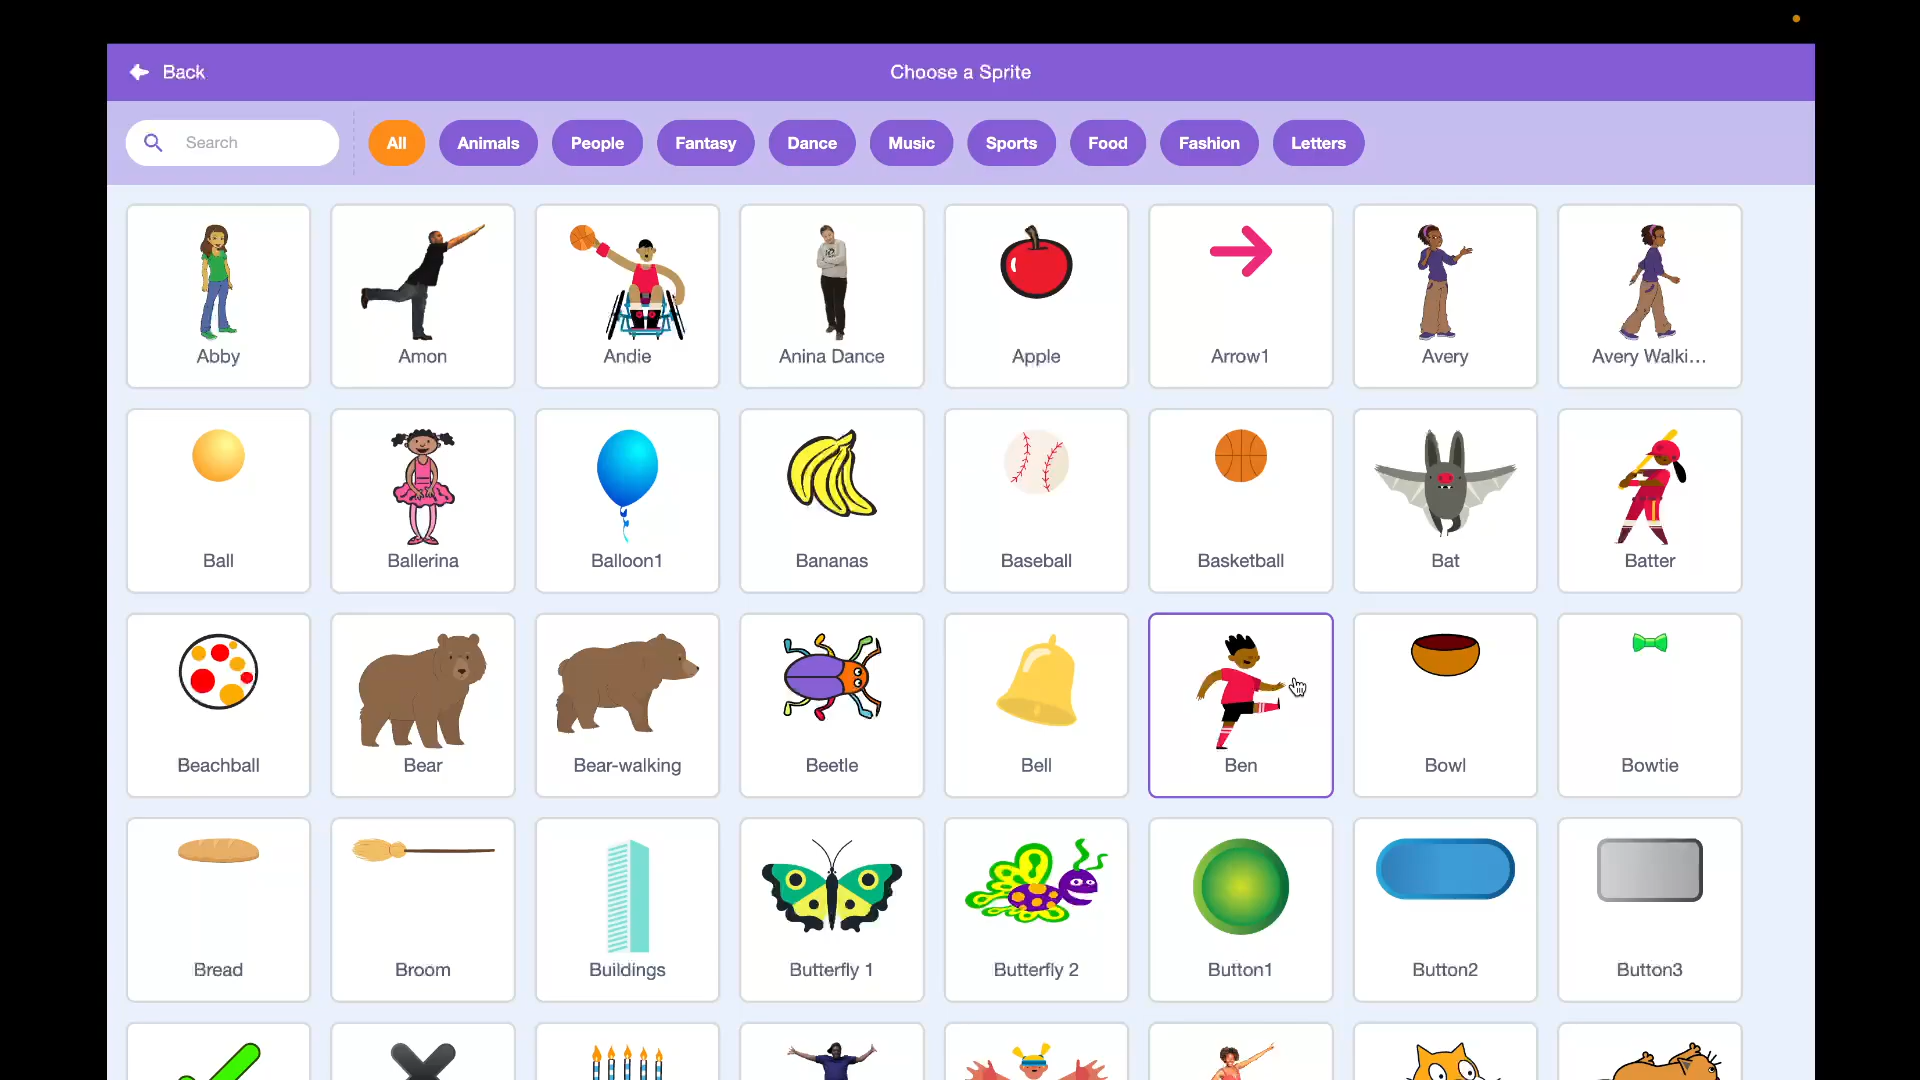 Back
Choose a Sprite
Search
All
Animals
People
Fantasy
Dance
Music
Sports
Food
Fashion
Letters
Abby
Amon
Andie
Anina Dance
Apple
Arrow1
Avery
Avery Walki...
Ball
Ballerina
Balloon1
Bananas
Baseball
Basketball
Bat
Batter
Beachball
Bear
Bear-walking
Beetle
Bell
Ben
Bowl
Bowtie
Bread
Broom
Buildings
Butterfly 1
Butterfly 2
Button1
Button2
Button3